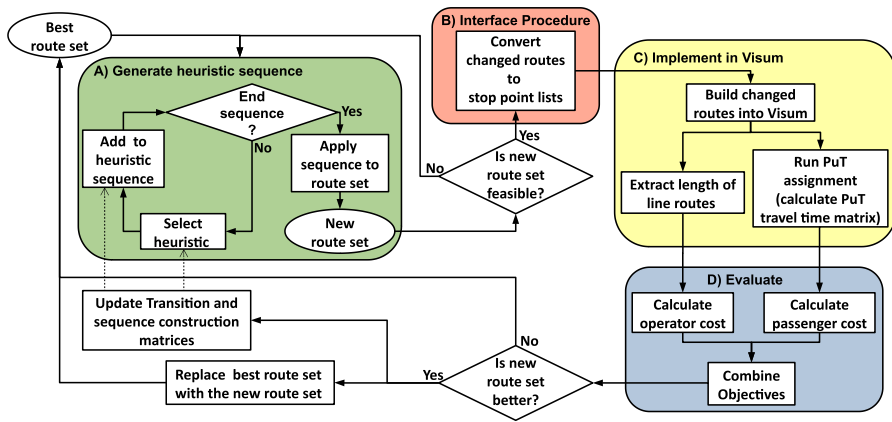 Best
route set
A) Generate heuristic sequence
End
sequence
?
Yes
No
Add to
heuristic
sequence
Select
heuristic
Apply
sequence to
route set
New
route set
B) Interface Procedure
Convert
changed routes
to
stop point lists
Yes
No
Is new
route set
feasible?
C) Implement in Visum
Build changed
routes into Visum
Extract length of
line routes
Run PuT
assignment
(calculate PuT
travel time matrix)
D) Evaluate
Calculate
operator cost
Calculate
passenger cost
Combine
Objectives
Is new
route set
better?
No
Yes
Update Transition and
sequence construction
matrices
Replace best route set
with the new route set